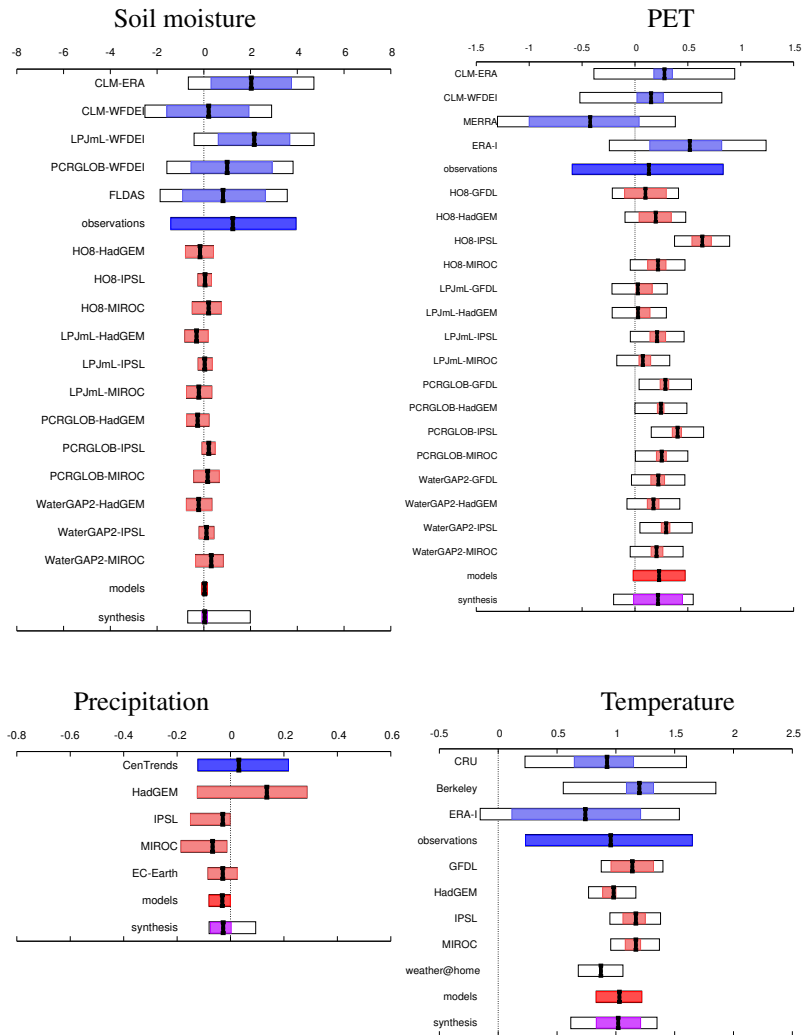 Soil moisture
-8 -6 -4 -2 0 2 4 6 8
CLM-ERA
CLM-WFDEI
LPJmL-WFDEI
PCRGLOB-WFDEI
FLDAS
observations
HO8-HadGEM
HO8-IPSL
HO8-MIROC
LPJmL-HadGEM
LPJmL-IPSL
LPJmL-MIROC
PCRGLOB-HadGEM
PCRGLOB-IPSL
PCRGLOB-MIROC
WaterGAP2-HadGEM
WaterGAP2-IPSL
WaterGAP2-MIROC
models
synthesis
PET
-1.5 -1 -0.5 0 0.5 1 1.5
CLM-ERA
CLM-WFDEI
MERRA
ERA-I
observations
HO8-GFDL
HO8-HadGEM
HO8-IPSL
HO8-MIROC
LPJmL-GFDL
LPJmL-HadGEM
LPJmL-IPSL
LPJmL-MIROC
PCRGLOB-GFDL
PCRGLOB-HadGEM
PCRGLOB-IPSL
PCRGLOB-MIROC
WaterGAP2-GFDL
WaterGAP2-HadGEM
WaterGAP2-IPSL
WaterGAP2-MIROC
models
synthesis
Precipitation
-0.8 -0.6 -0.4 -0.2 0 0.2 0.4 0.6
CenTrends
HadGEM
IPSL
MIROC
EC-Earth
models
synthesis
Temperature
-0.5 0 0.5 1 1.5 2 2.5
CRU
Berkeley
ERA-I
observations
GFDL
HadGEM
IPSL
MIROC
weather@home
models
synthesis